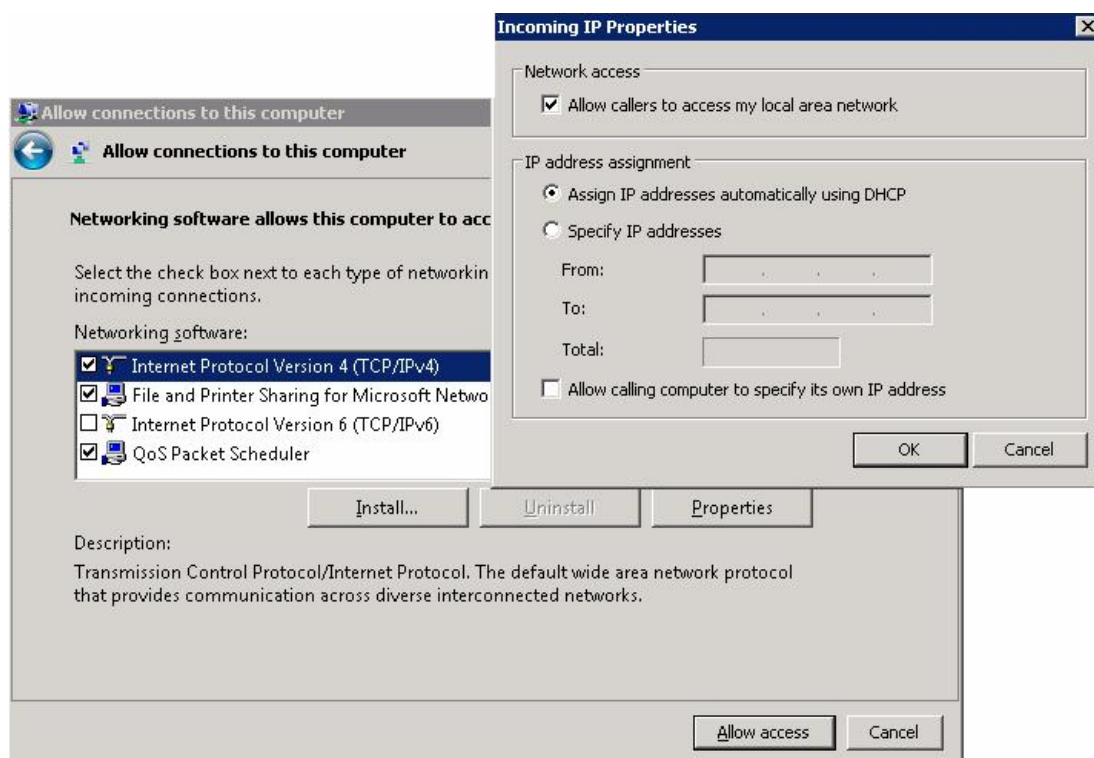 Incoming IP Properties
Network access
Allow callers to access my local area network
IP address assignment
Assign IP addresses automatically using DHCP
Specify IP addresses
From:
To:
Total:
Allow calling computer to specify its own IP address
OK
Cancel
Allow connections to this computer
Allow connections to this computer
Networking software allows this computer to acc
Select the check box next to each type of networkin
incoming connections.
Networking software:
Internet Protocol Version 4 (TCP/IPv4)
File and Printer Sharing for Microsoft Netwo
Internet Protocol Version 6 (TCP/IPv6)
QoS Packet Scheduler
Install...
Uninstall
Properties
Description:
Transmission Control Protocol/Internet Protocol. The default wide area network protocol
that provides communication across diverse interconnected networks.
Allow access
Cancel